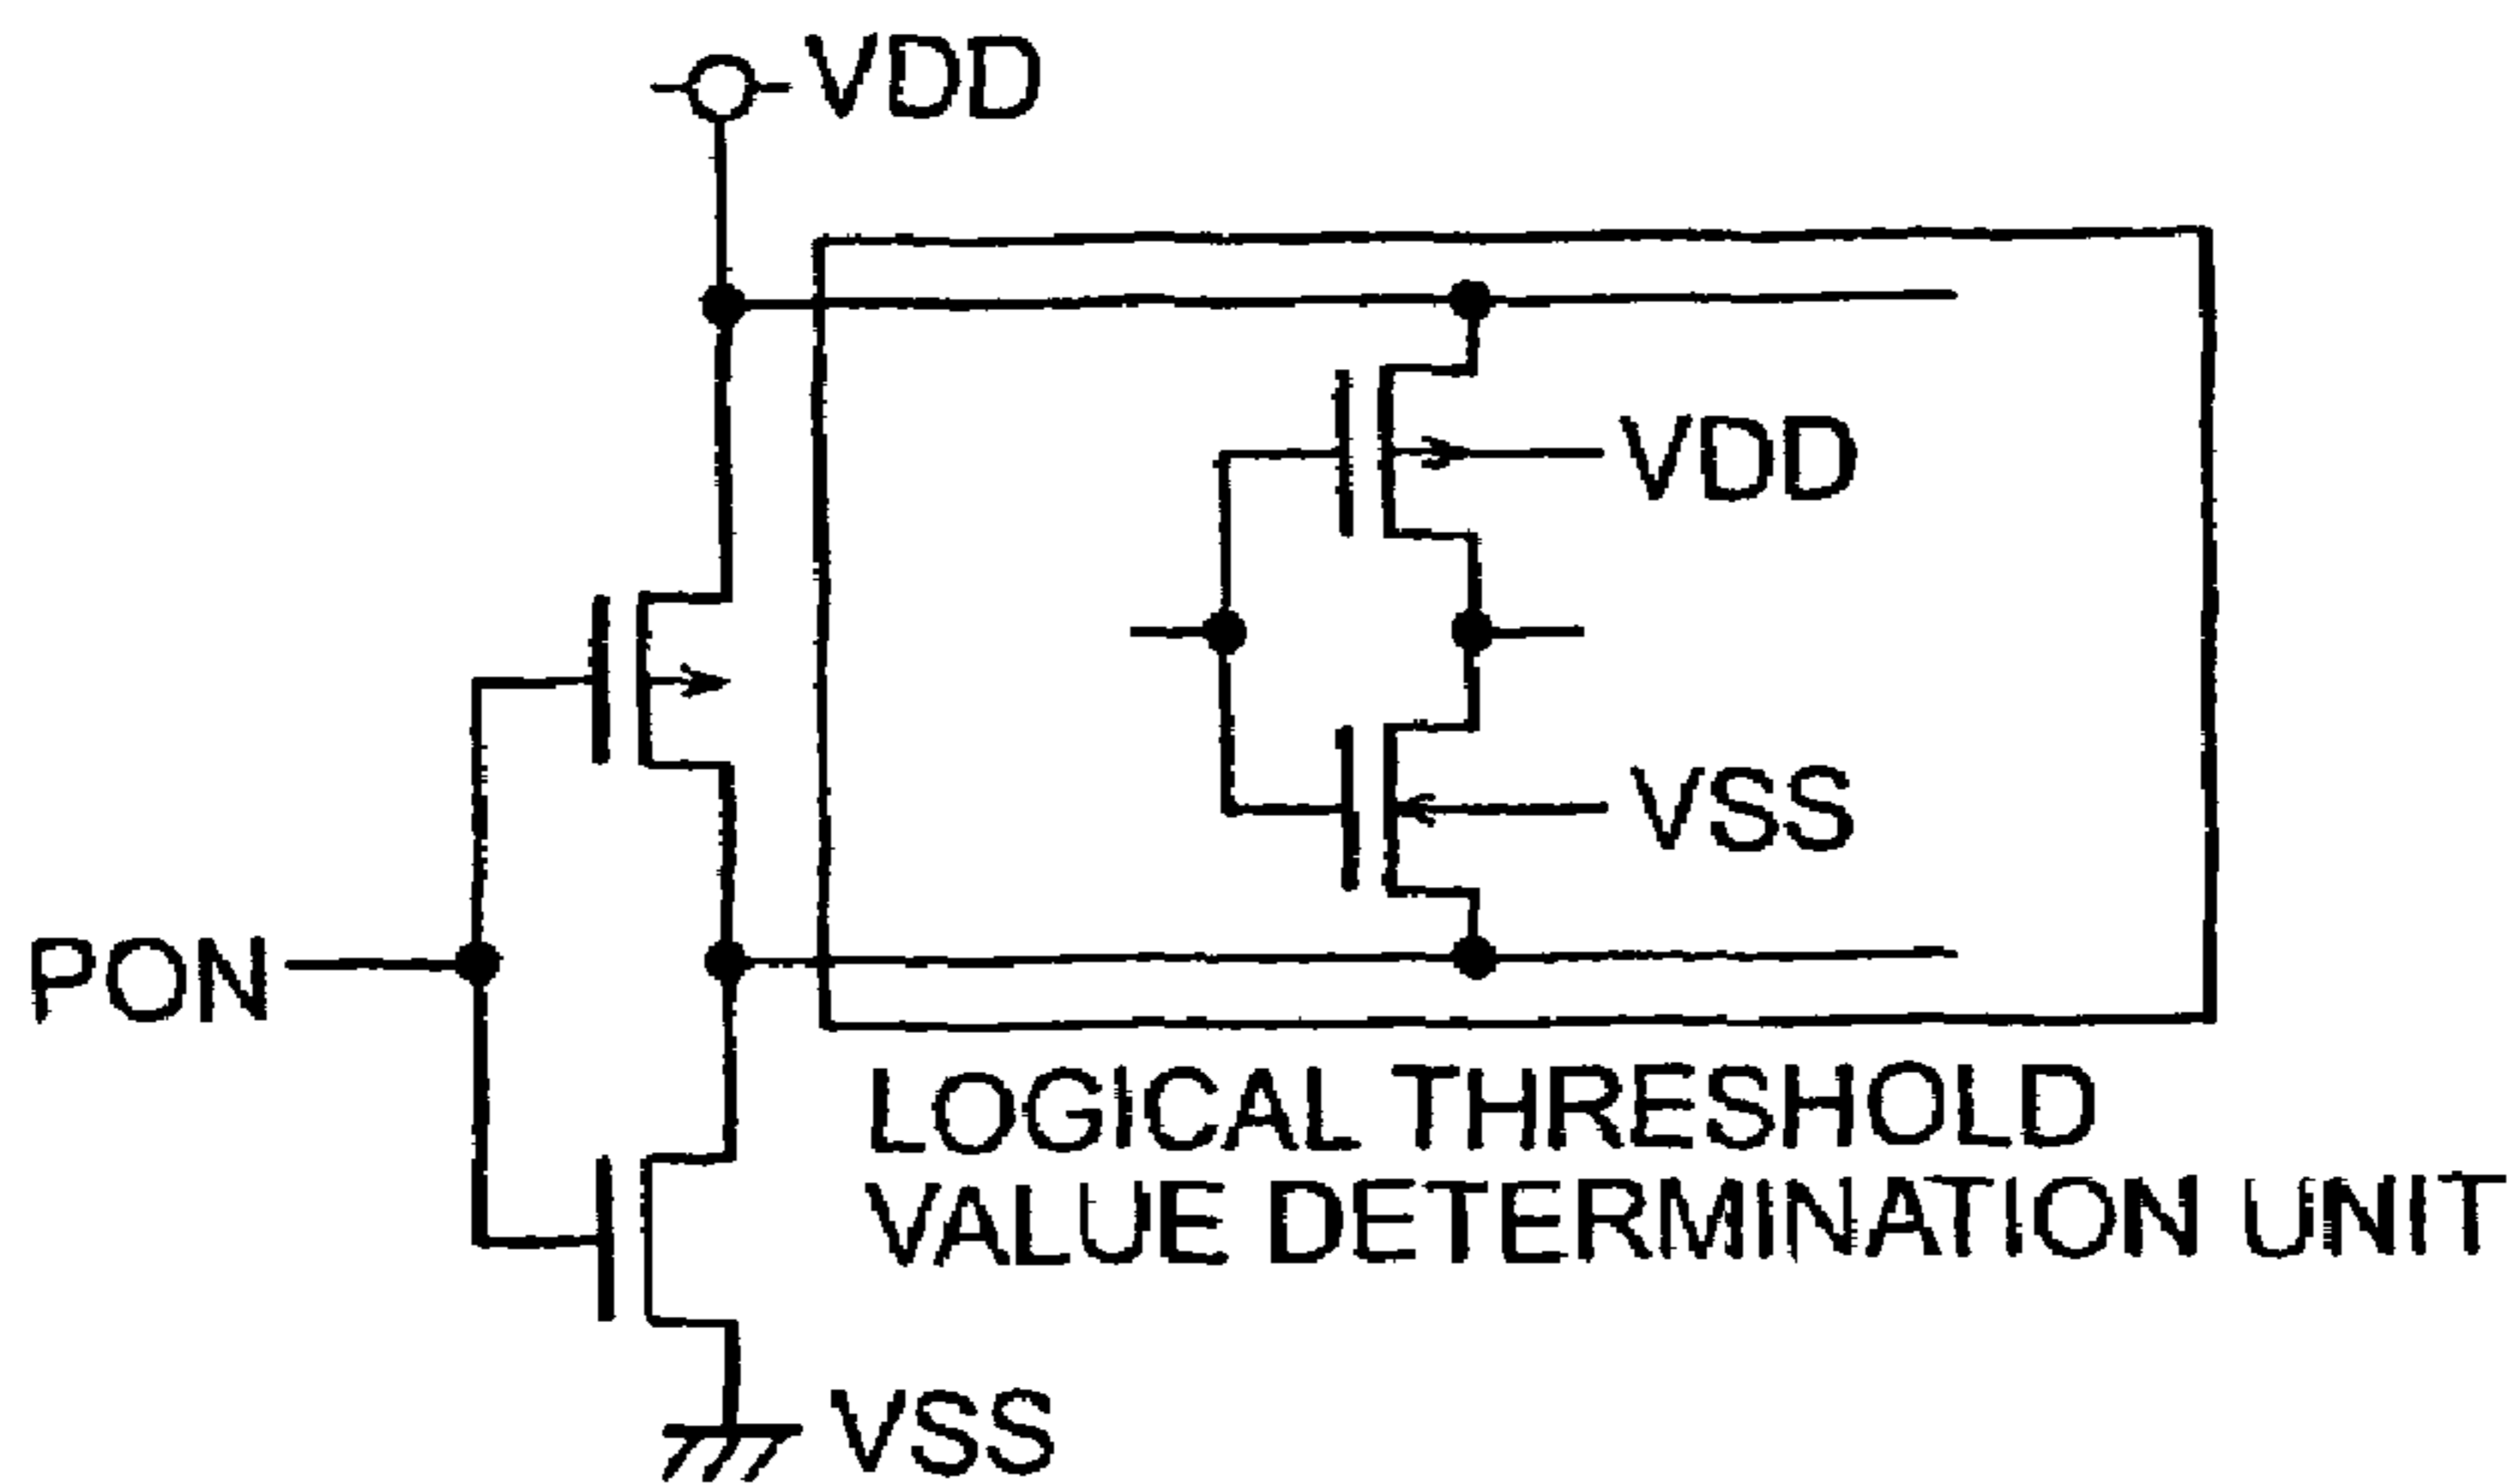 VDD
VDD
VSS
PON
LOGICAL THRESHOLD
VALUE DETERMINATION UNIT
VSS